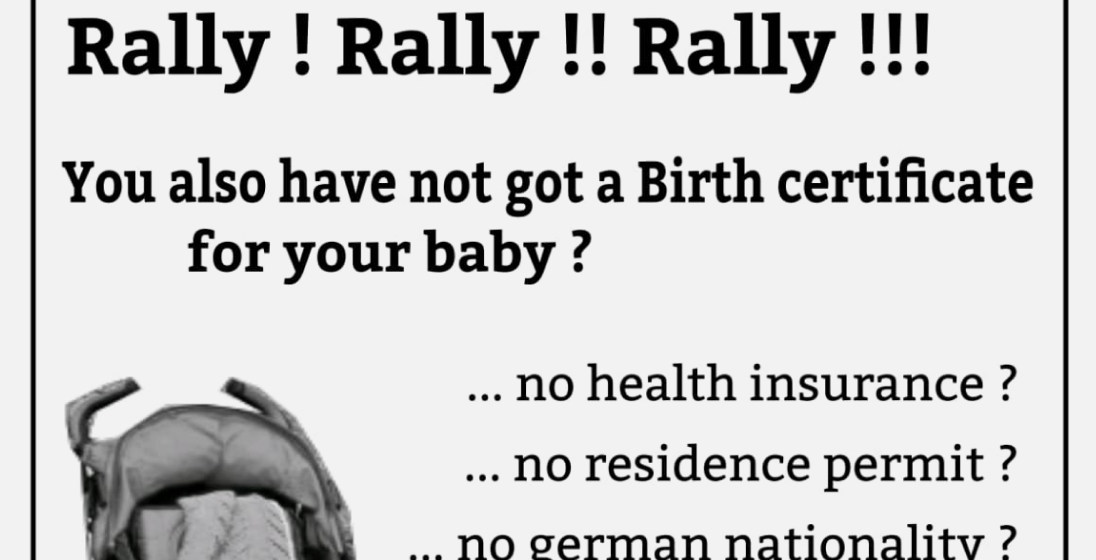 Rally ! Rally !! Rally !!!
You also have not got a Birth certificate
for your baby ?
... no health insurance ?
... no residence permit ?
... no german nationality ?